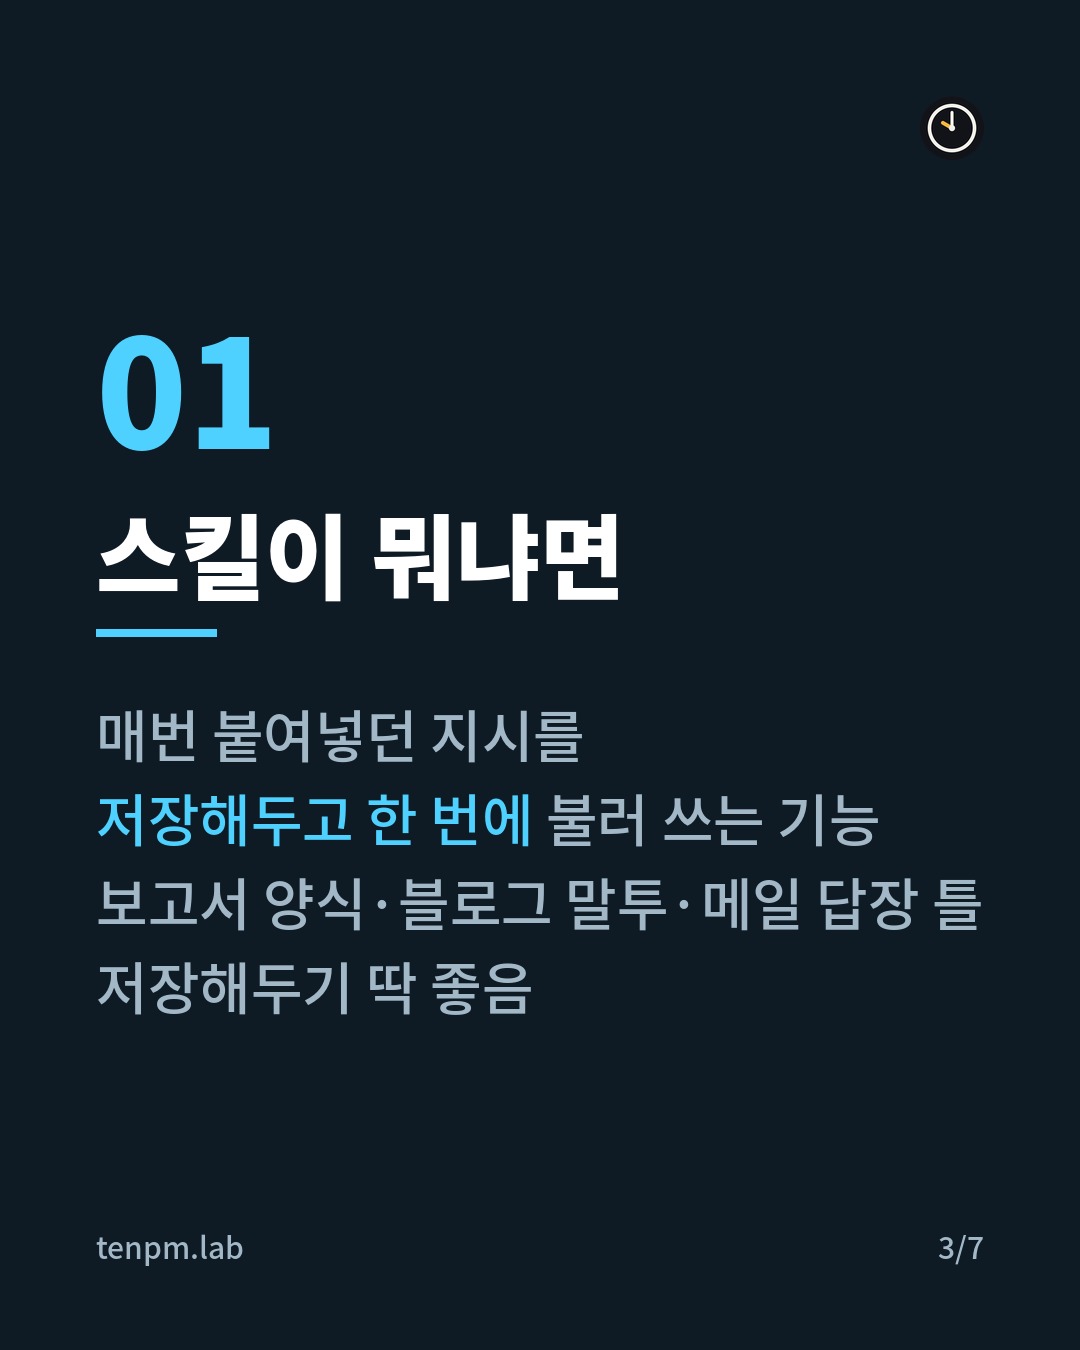 01
스킬이 뭐냐면
매번 붙여넣던 지시를
저장해두고 한 번에 불러 쓰는 기능
보고서 양식·블로그 말투·메일 답장 틀
저장해두기 딱 좋음
tenpm.lab
3/7